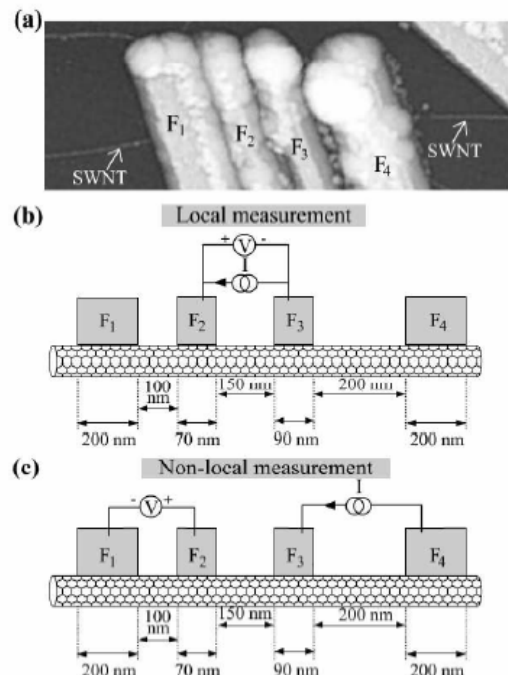 (a)
F1 F2 F3 F4
SWNT SWNT
(b)
Local measurement
+ V -
I
F1 F2 F3 F4
100 nm 150 nm 200 nm
200 nm 70 nm 90 nm 200 nm
(c)
Non-local measurement
I
- V +
F1 F2 F3 F4
100 nm 150 nm 200 nm
200 nm 70 nm 90 nm 200 nm